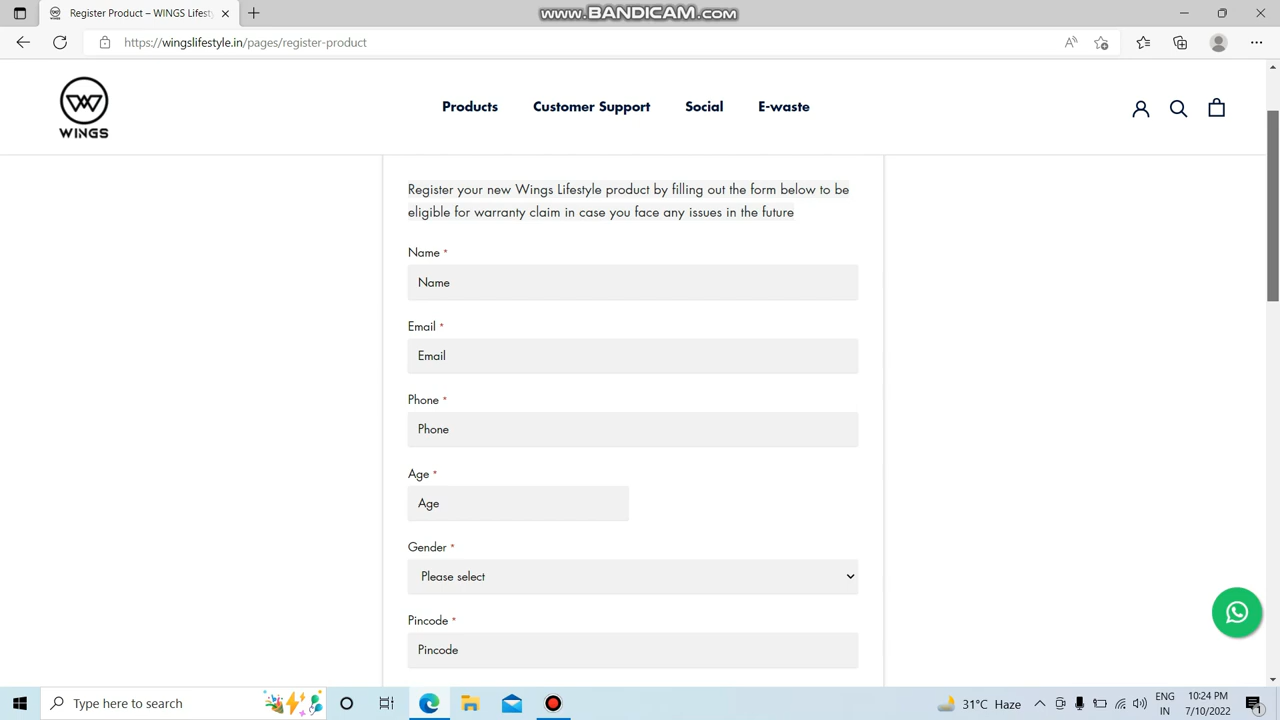 Register Product – WINGS Lifest
www.BANDICAM.com
https://wingslifestyle.in/pages/register-product
WINGS
Products
Customer Support
Social
E-waste
Register your new Wings Lifestyle product by filling out the form below to be
eligible for warranty claim in case you face any issues in the future
Name *
Name
Email *
Email
Phone *
Phone
Age *
Age
Gender *
Please select
Pincode *
Pincode
Type here to search
31°C Haze
ENG
IN
10:24 PM
7/10/2022
1